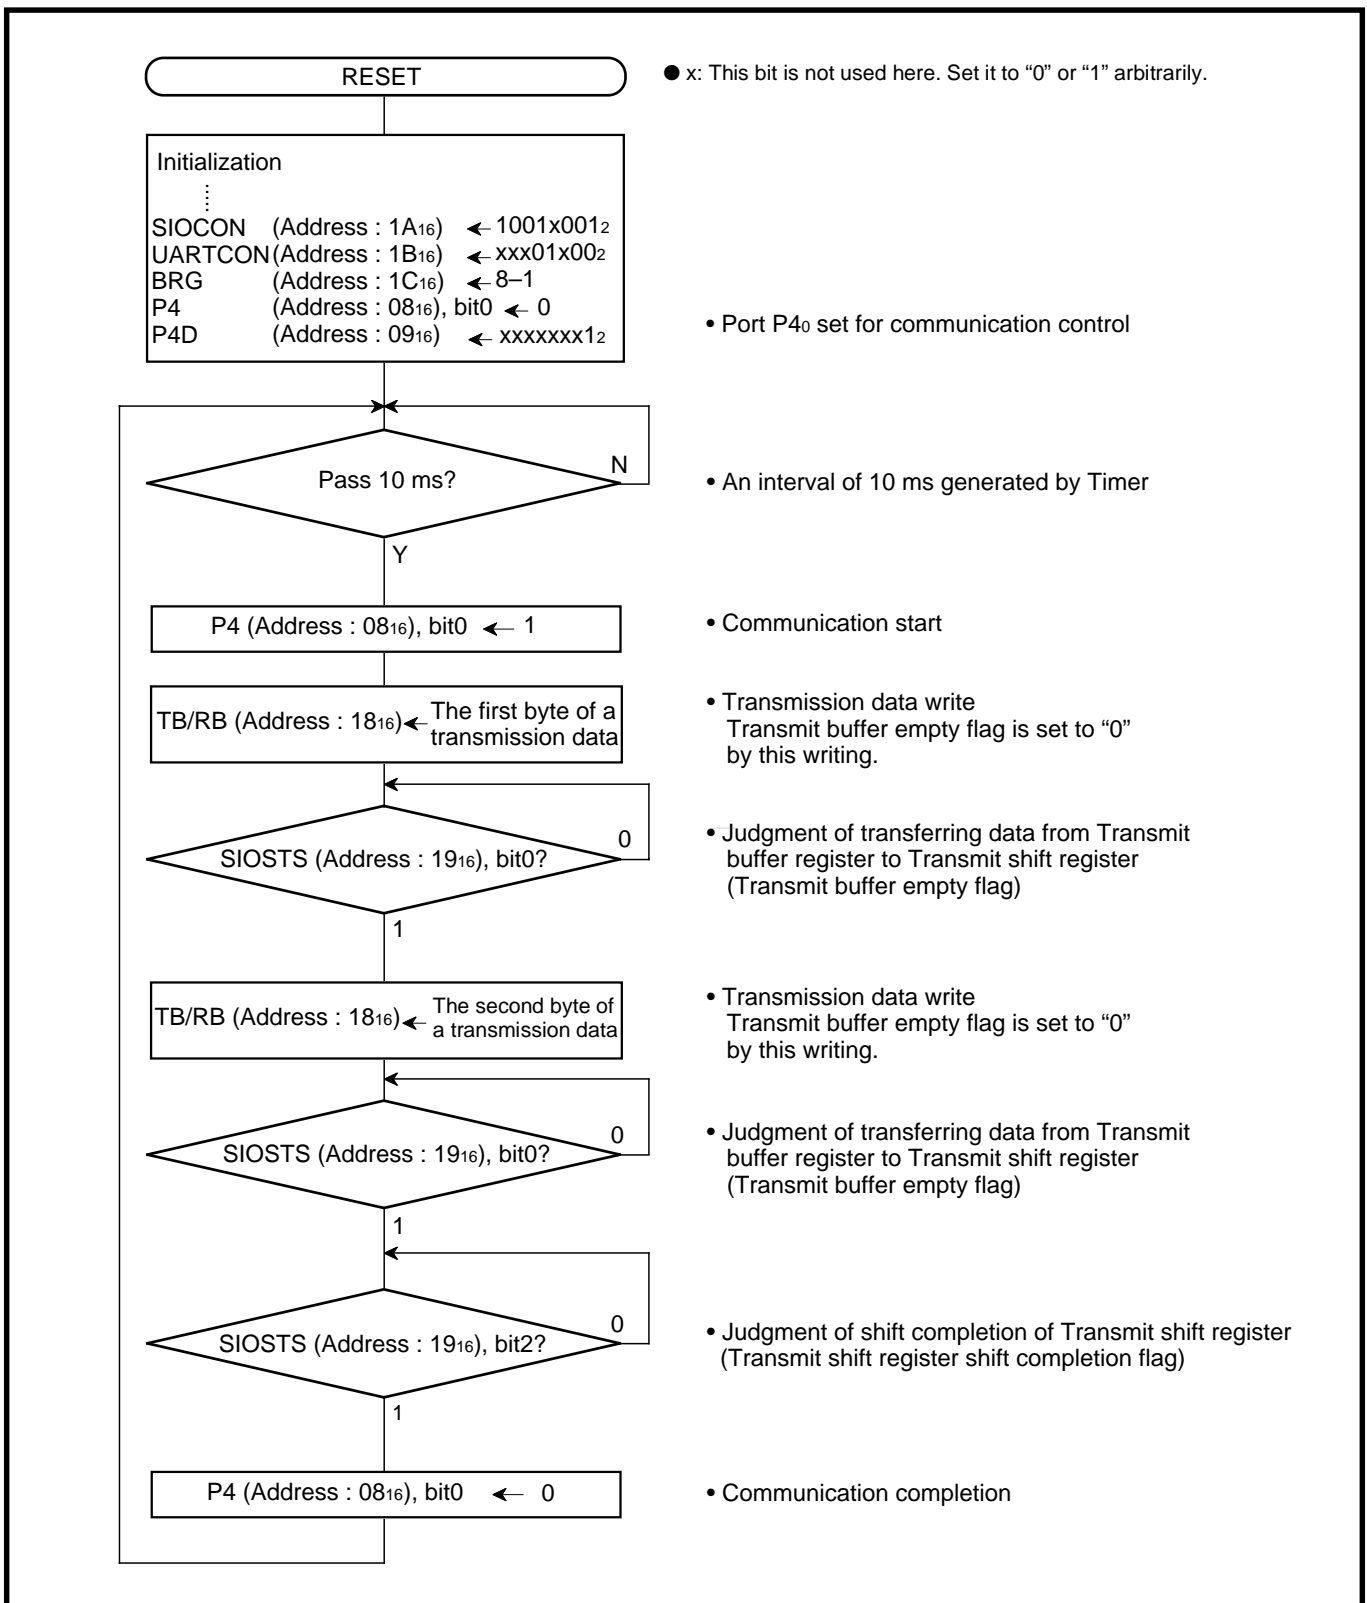 RESET
● x: This bit is not used here. Set it to “0” or “1” arbitrarily.
Initialization
SIOCON (Address : 1A16) ← 1001x0012
UARTCON (Address : 1B16) ← xxx01x002
BRG (Address : 1C16) ← 8–1
P4 (Address : 0816), bit0 ← 0
P4D (Address : 0916) ← xxxxxxx12
• Port P40 set for communication control
Pass 10 ms?
N
Y
• An interval of 10 ms generated by Timer
P4 (Address : 0816), bit0 ← 1
• Communication start
TB/RB (Address : 1816) ← The first byte of a
transmission data
• Transmission data write
Transmit buffer empty flag is set to “0”
by this writing.
SIOSTS (Address : 1916), bit0?
0
1
• Judgment of transferring data from Transmit
buffer register to Transmit shift register
(Transmit buffer empty flag)
TB/RB (Address : 1816) ← The second byte of
a transmission data
• Transmission data write
Transmit buffer empty flag is set to “0”
by this writing.
SIOSTS (Address : 1916), bit0?
0
1
• Judgment of transferring data from Transmit
buffer register to Transmit shift register
(Transmit buffer empty flag)
SIOSTS (Address : 1916), bit2?
0
1
• Judgment of shift completion of Transmit shift register
(Transmit shift register shift completion flag)
P4 (Address : 0816), bit0 ← 0
• Communication completion